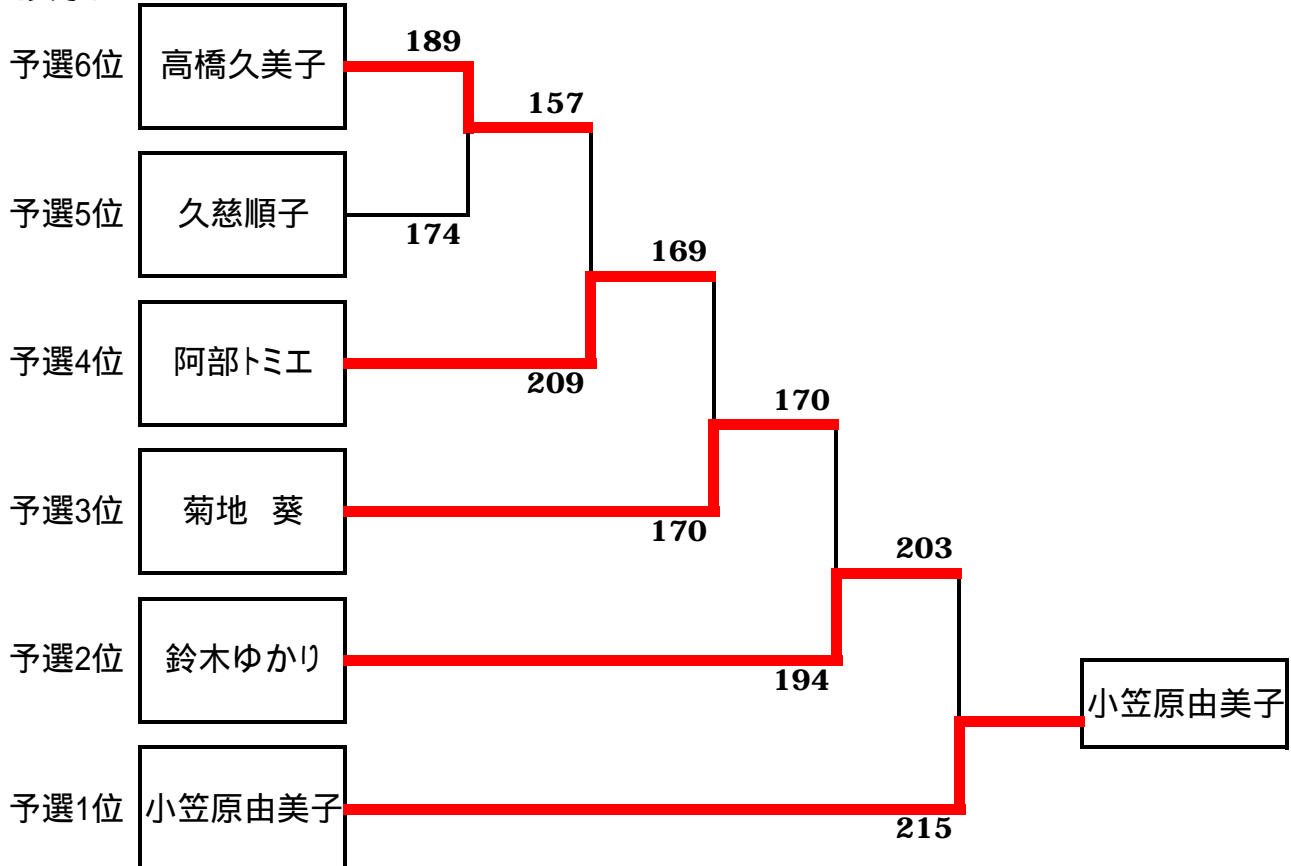 予選6位 高橋久美子 189
157
予選5位 久慈順子 174
169
予選4位 阿部トミエ 209
170
予選3位 菊地 葵 170
203
予選2位 鈴木ゆかり 194
小笠原由美子
予選1位 小笠原由美子 215